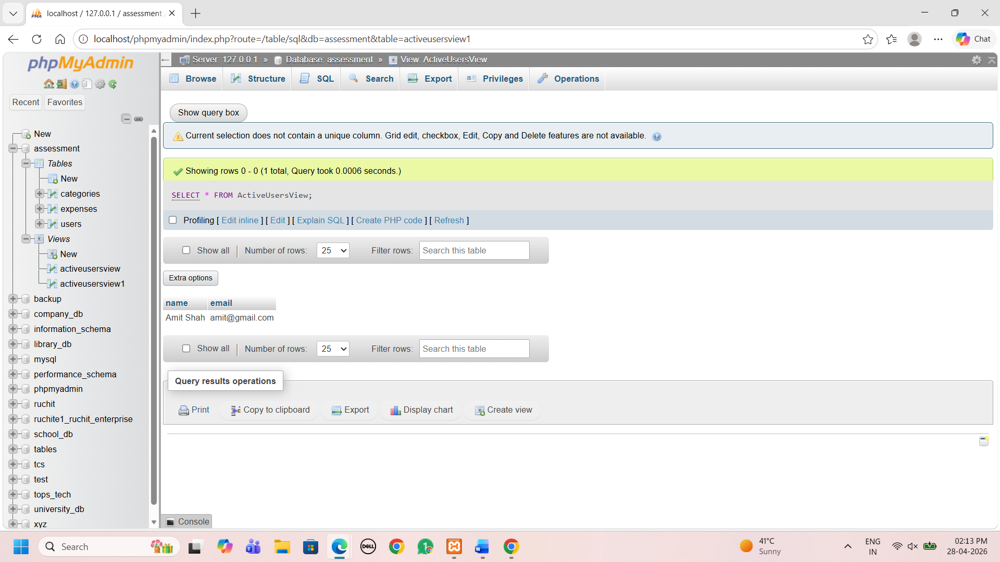 localhost / 127.0.0.1 / assessment
localhost/phpmyadmin/index.php?route=/table/sql&db=assessment&table=activeusersview1
Chat
phpMyAdmin
Recent
Favorites
New
assessment
Tables
New
categories
expenses
users
Views
New
activeusersview
activeusersview1
backup
company_db
information_schema
library_db
mysql
performance_schema
phpmyadmin
ruchit
ruchite1_ruchit_enterprise
school_db
tables
tcs
test
tops_tech
university_db
xyz
Server: 127.0.0.1 » Database: assessment » View: ActiveUsersView
Browse
Structure
SQL
Search
Export
Privileges
Operations
Show query box
Current selection does not contain a unique column. Grid edit, checkbox, Edit, Copy and Delete features are not available.
Showing rows 0 - 0 (1 total, Query took 0.0006 seconds.)
SELECT * FROM ActiveUsersView;
Profiling [ Edit inline ] [ Edit ] [ Explain SQL ] [ Create PHP code ] [ Refresh ]
Show all
Number of rows: 25
Filter rows: Search this table
Extra options
name email
Amit Shah amit@gmail.com
Show all
Number of rows: 25
Filter rows: Search this table
Query results operations
Print
Copy to clipboard
Export
Display chart
Create view
Console
Search
DELL
41°C
Sunny
ENG
IN
02:13 PM
28-04-2026